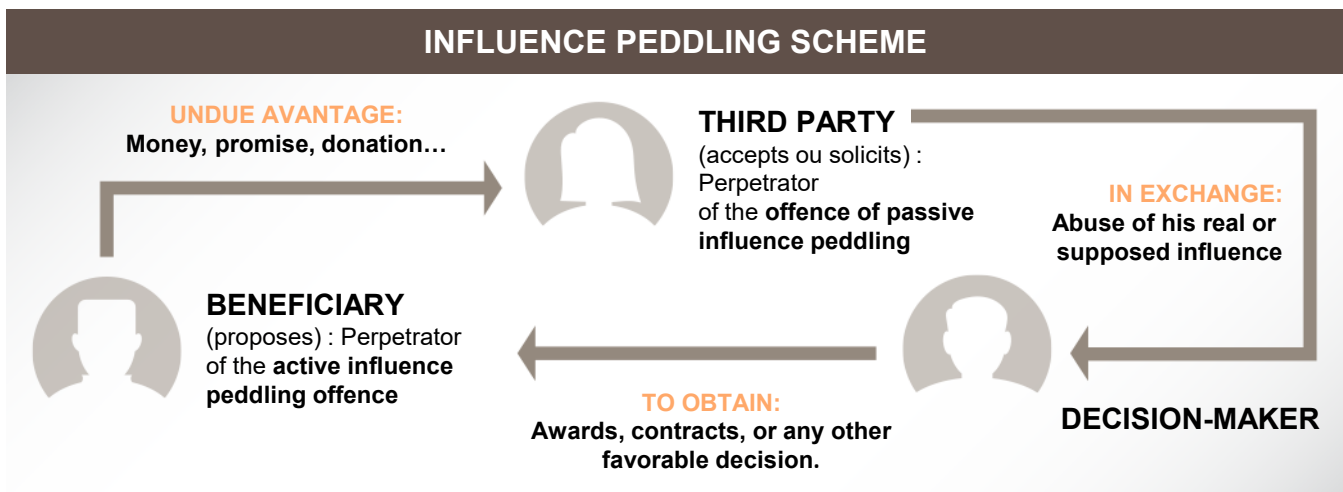 INFLUENCE PEDDLING SCHEME
UNDUE AVANTAGE:
Money, promise, donation…
THIRD PARTY
(accepts ou solicits) :
Perpetrator
of the offence of passive
influence peddling
IN EXCHANGE:
Abuse of his real or
supposed influence
BENEFICIARY
(proposes) : Perpetrator
of the active influence
peddling offence
TO OBTAIN:
Awards, contracts, or any other
favorable decision.
DECISION-MAKER